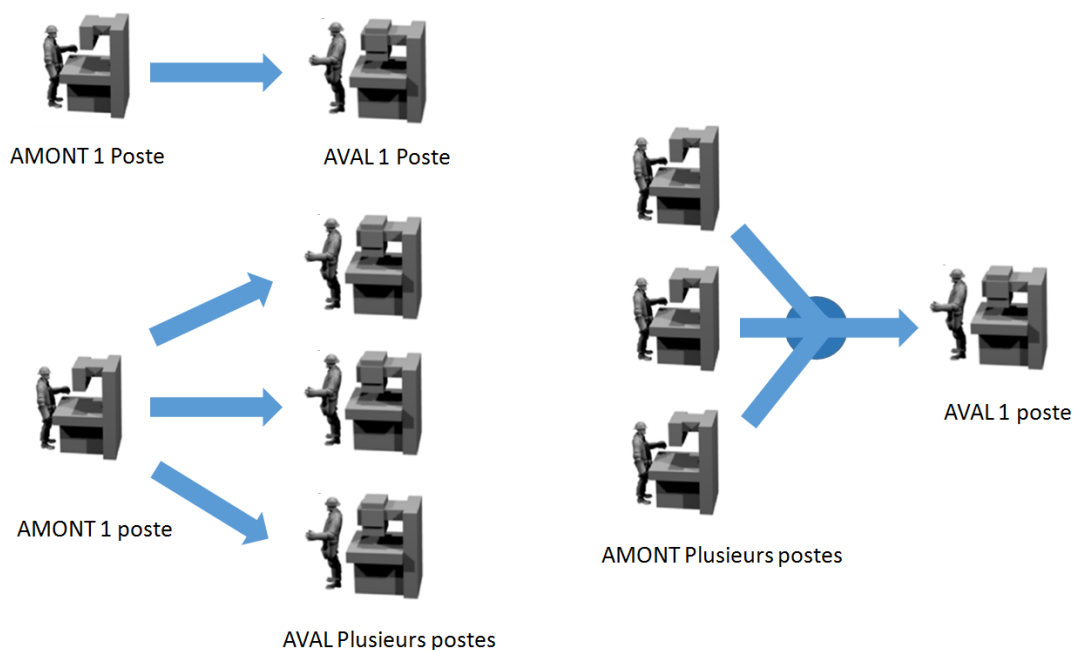 AMONT 1 Poste
AVAL 1 Poste
AMONT 1 poste
AVAL Plusieurs postes
AMONT Plusieurs postes
AVAL 1 poste